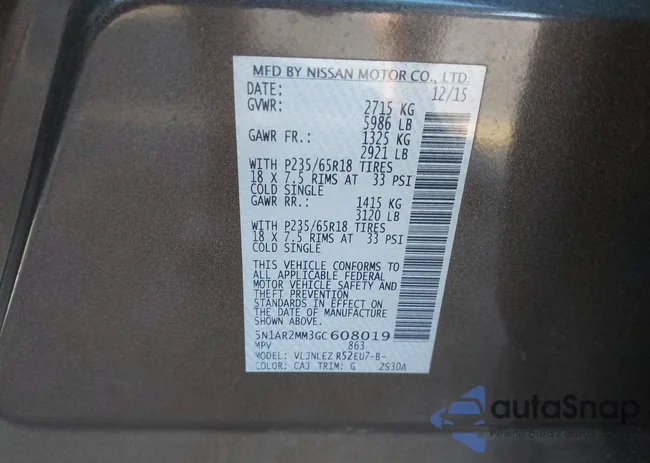 MFD BY NISSAN MOTOR CO., LTD.
DATE: 12/15
GVWR: 2715 KG
5986 LB
GAWR FR.: 1325 KG
2921 LB
WITH P235/65R18 TIRES
18 X 7.5 RIMS AT 33 PSI
COLD SINGLE
GAWR RR.: 1415 KG
3120 LB
WITH P235/65R18 TIRES
18 X 7.5 RIMS AT 33 PSI
COLD SINGLE
THIS VEHICLE CONFORMS TO
ALL APPLICABLE FEDERAL
MOTOR VEHICLE SAFETY AND
THEFT PREVENTION
STANDARDS IN EFFECT ON
THE DATE OF MANUFACTURE
SHOWN ABOVE.
5N1AR2MM3GC608019
MPV 863
MODEL: VLJNLEZ R52EU7-B-
COLOR: CAJ TRIM: G ZS30A
autaSnap